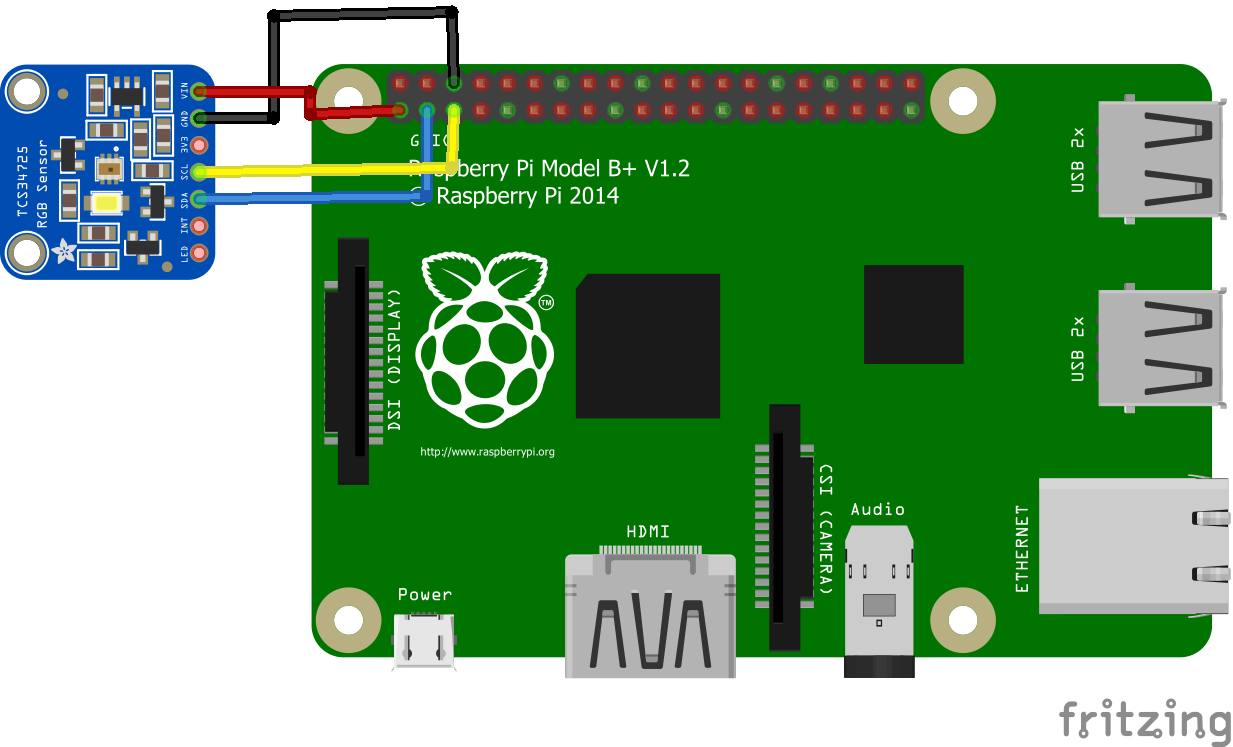 TCS34725
RGB Sensor
VIN
GND
3V3
SCL
SDA
INT
LED
Raspberry Pi Model B+ V1.2
© Raspberry Pi 2014
DSI (DISPLAY)
TM
http://www.raspberrypi.org
USB 2x
USB 2x
CSI (CAMERA)
Audio
HDMI
ETHERNET
Power
fritzing